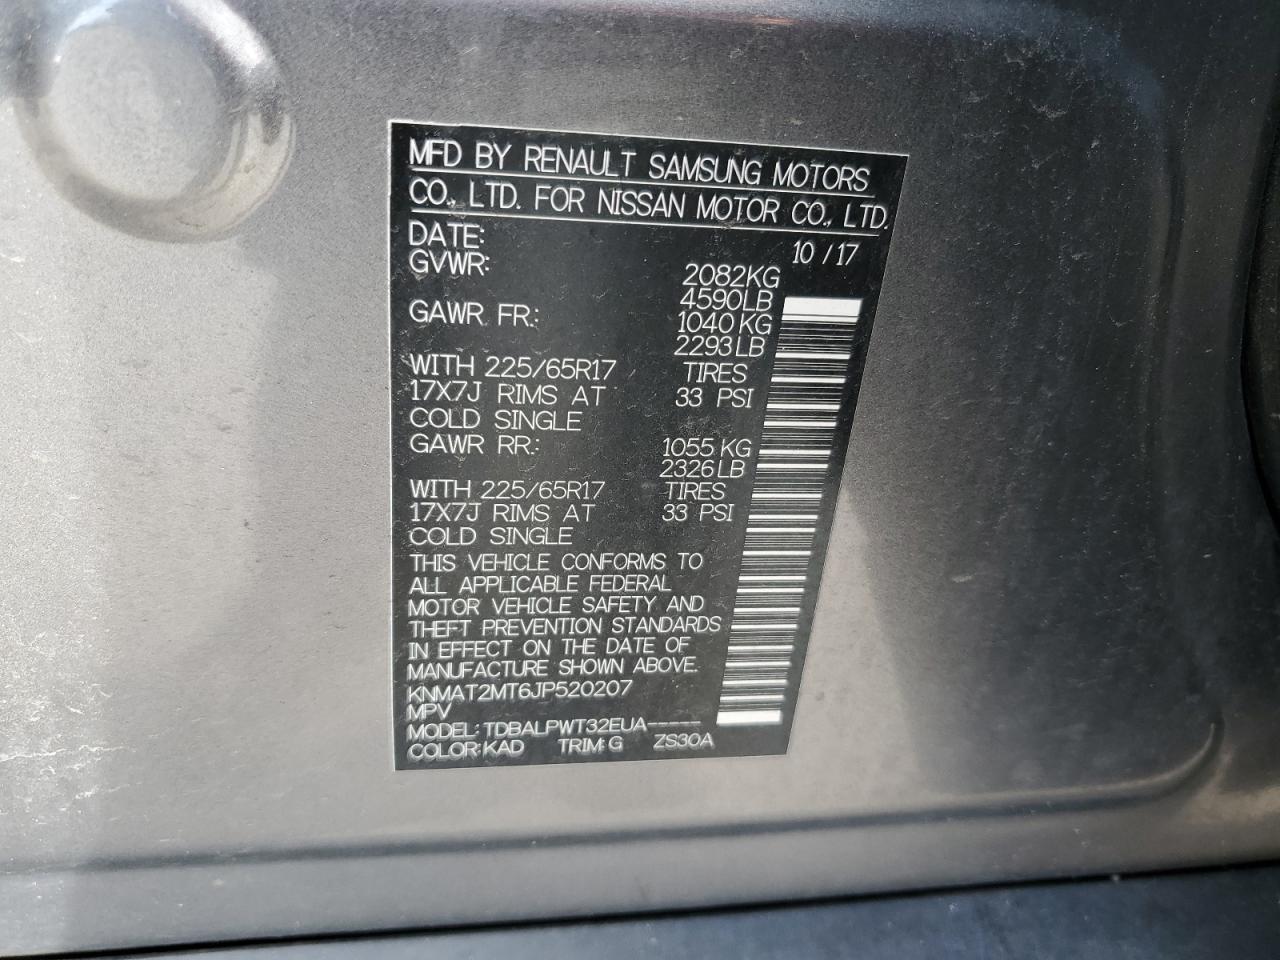 MFD BY RENAULT SAMSUNG MOTORS
CO., LTD. FOR NISSAN MOTOR CO., LTD.
DATE: 10 / 17
GVWR: 2082KG
4590LB
GAWR FR.: 1040 KG
2293 LB
WITH 225/65R17 TIRES
17X7J RIMS AT 33 PSI
COLD SINGLE
GAWR RR.: 1055 KG
2326 LB
WITH 225/65R17 TIRES
17X7J RIMS AT 33 PSI
COLD SINGLE
THIS VEHICLE CONFORMS TO
ALL APPLICABLE FEDERAL
MOTOR VEHICLE SAFETY AND
THEFT PREVENTION STANDARDS
IN EFFECT ON THE DATE OF
MANUFACTURE SHOWN ABOVE.
KNMAT2MT6JP520207
MPV
MODEL: TDBALPWT32EUA-----
COLOR: KAD TRIM: G ZS30A